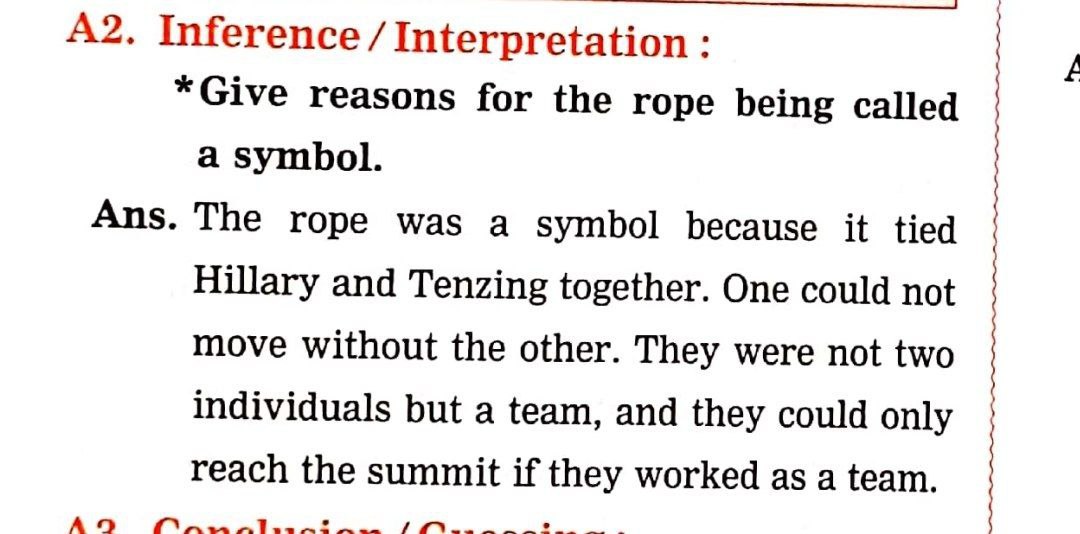 A2. Inference / Interpretation :
*Give reasons for the rope being called
a symbol.
Ans. The rope was a symbol because it tied
Hillary and Tenzing together. One could not
move without the other. They were not two
individuals but a team, and they could only
reach the summit if they worked as a team.
A3. Conclusion / Guessing :